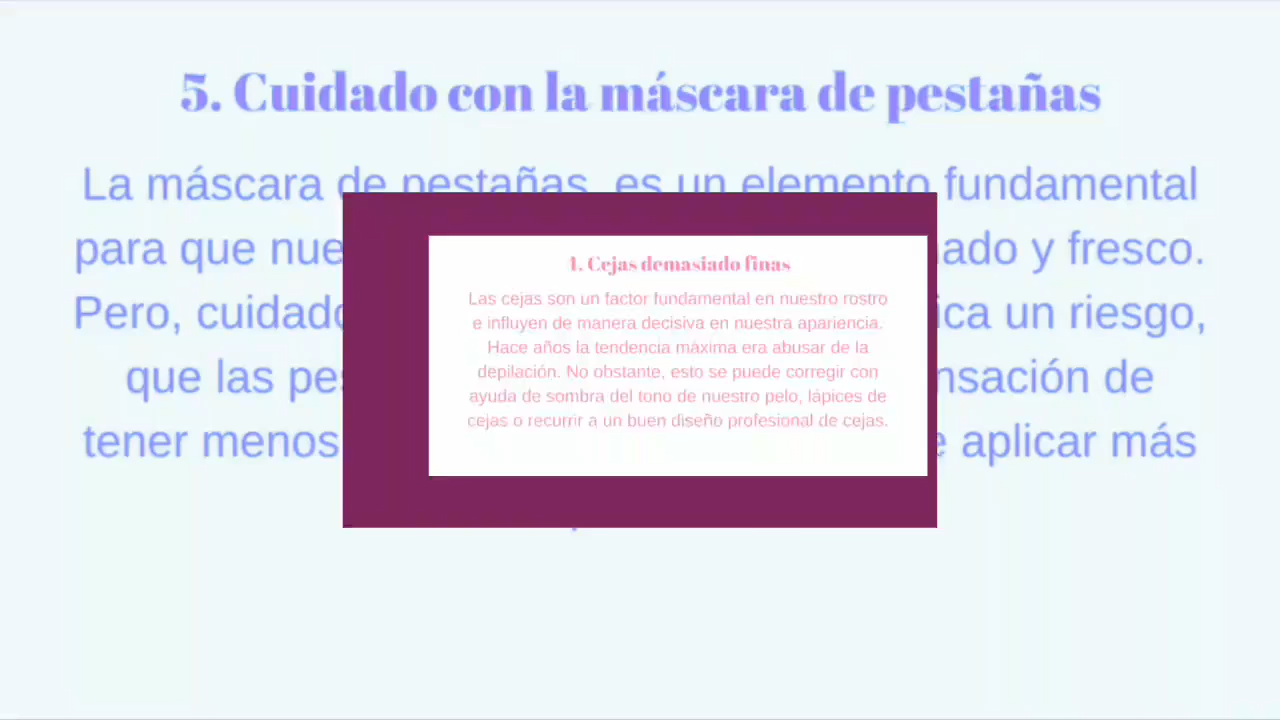 5. Cuidado con la máscara de pestañas
La máscara de pestañas, es un elemento fundamental
para que nue ado y fresco.
Pero, cuidado ica un riesgo,
que las pes nsación de
tener menos e aplicar más
4. Cejas demasiado finas
Las cejas son un factor fundamental en nuestro rostro
e influyen de manera decisiva en nuestra apariencia.
Hace años la tendencia máxima era abusar de la
depilación. No obstante, esto se puede corregir con
ayuda de sombra del tono de nuestro pelo, lápices de
cejas o recurrir a un buen diseño profesional de cejas.